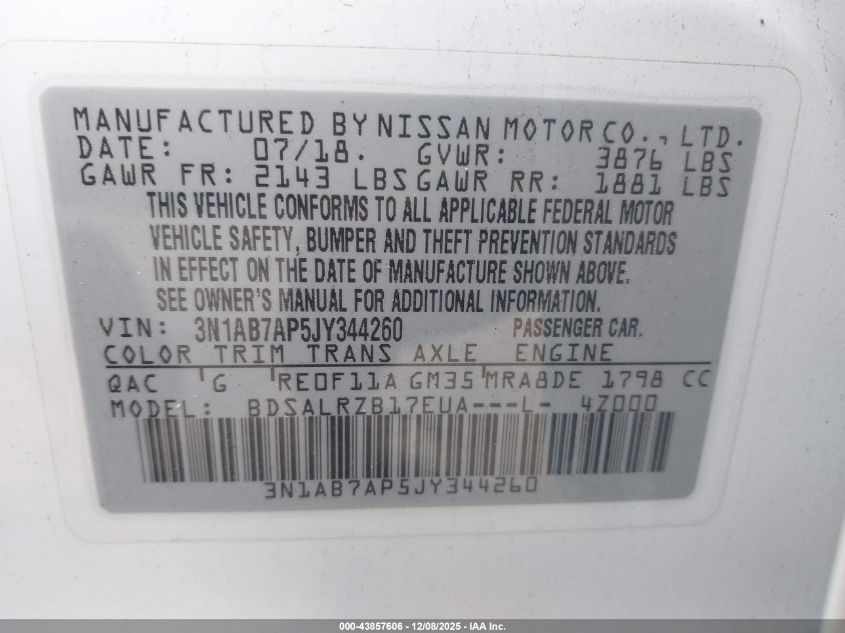 MANUFACTURED BY NISSAN MOTOR CO., LTD.
DATE: 07/18. GVWR: 3876 LBS
GAWR FR: 2143 LBS GAWR RR: 1881 LBS
THIS VEHICLE CONFORMS TO ALL APPLICABLE FEDERAL MOTOR
VEHICLE SAFETY, BUMPER AND THEFT PREVENTION STANDARDS
IN EFFECT ON THE DATE OF MANUFACTURE SHOWN ABOVE.
SEE OWNER'S MANUAL FOR ADDITIONAL INFORMATION.
VIN: 3N1AB7AP5JY344260 PASSENGER CAR.
COLOR TRIM TRANS AXLE ENGINE
QAC G RE0F11A GM35 MRA8DE 1798 CC
MODEL: BDSALRZB17EUA---L- 4Z000
3N1AB7AP5JY344260
000-43857606 - 12/08/2025 - IAA Inc.